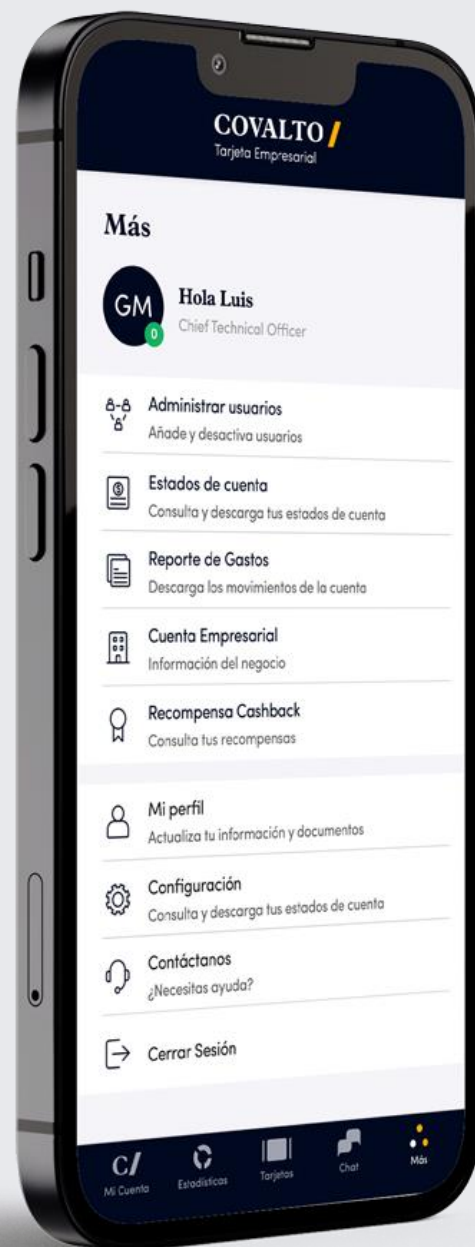 COVALTO
Tarjeta Empresarial
Más
GM
0
Hola Luis
Chief Technical Officer
Administrar usuarios
Añade y desactiva usuarios
Estados de cuenta
Consulta y descarga tus estados de cuenta
Reporte de Gastos
Descarga los movimientos de la cuenta
Cuenta Empresarial
Información del negocio
Recompensa Cashback
Consulta tus recompensas
Mi perfil
Actualiza tu información y documentos
Configuración
Consulta y descarga tus estados de cuenta
Contáctanos
¿Necesitas ayuda?
Cerrar Sesión
C/
Mi Cuenta
Estadísticas
Tarjetas
Chat
Más